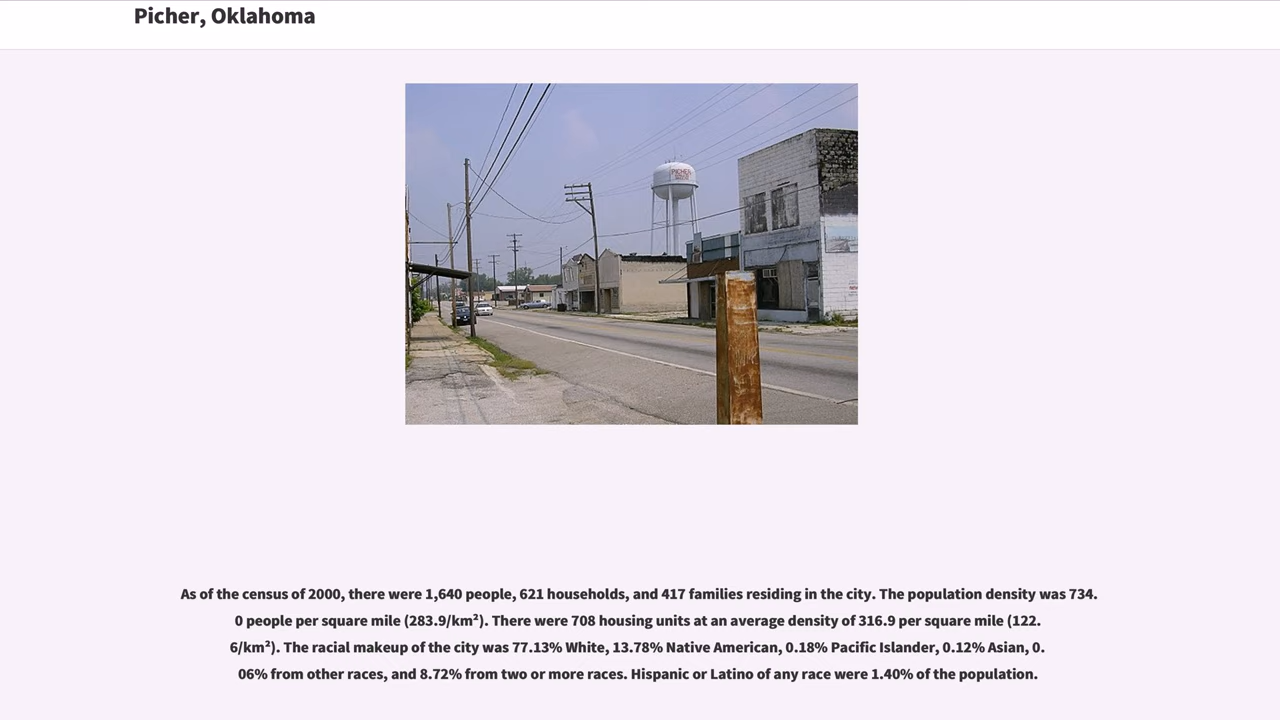 Picher, Oklahoma
PICHER
As of the census of 2000, there were 1,640 people, 621 households, and 417 families residing in the city. The population density was 734.
0 people per square mile (283.9/km²). There were 708 housing units at an average density of 316.9 per square mile (122.
6/km²). The racial makeup of the city was 77.13% White, 13.78% Native American, 0.18% Pacific Islander, 0.12% Asian, 0.
06% from other races, and 8.72% from two or more races. Hispanic or Latino of any race were 1.40% of the population.